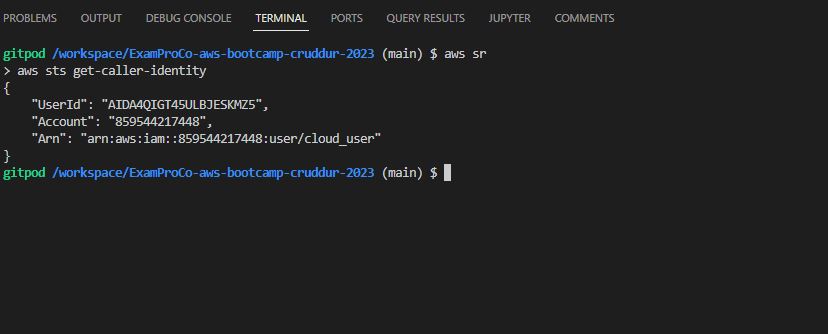 PROBLEMS OUTPUT DEBUG CONSOLE TERMINAL PORTS QUERY RESULTS JUPYTER COMMENTS
gitpod /workspace/ExamProCo-aws-bootcamp-cruddur-2023 (main) $ aws sr
> aws sts get-caller-identity
{
    "UserId": "AIDA4QIGT45ULBJESKMZ5",
    "Account": "859544217448",
    "Arn": "arn:aws:iam::859544217448:user/cloud_user"
}
gitpod /workspace/ExamProCo-aws-bootcamp-cruddur-2023 (main) $